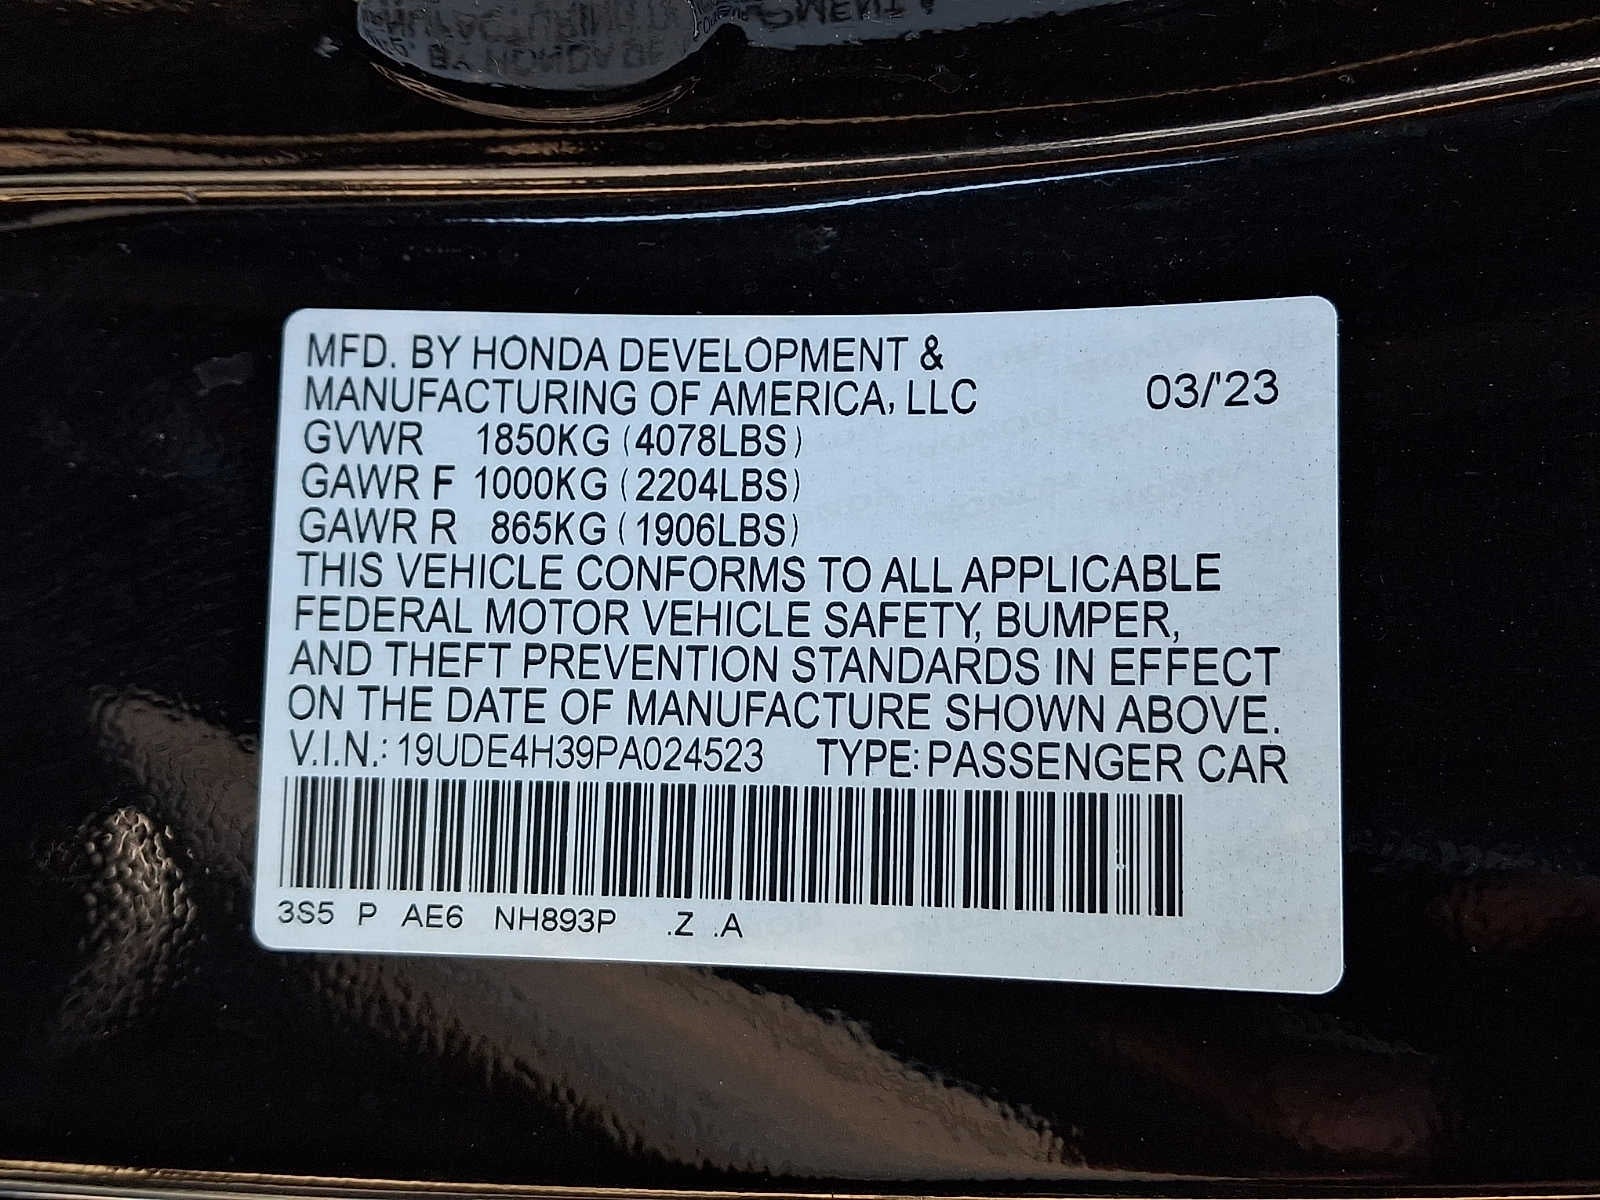 MFD. BY HONDA DEVELOPMENT &
MANUFACTURING OF AMERICA, LLC 03/'23
GVWR 1850KG (4078LBS)
GAWR F 1000KG (2204LBS)
GAWR R 865KG (1906LBS)
THIS VEHICLE CONFORMS TO ALL APPLICABLE
FEDERAL MOTOR VEHICLE SAFETY, BUMPER,
AND THEFT PREVENTION STANDARDS IN EFFECT
ON THE DATE OF MANUFACTURE SHOWN ABOVE.
V.I.N.: 19UDE4H39PA024523 TYPE: PASSENGER CAR
3S5 P AE6 NH893P .Z .A